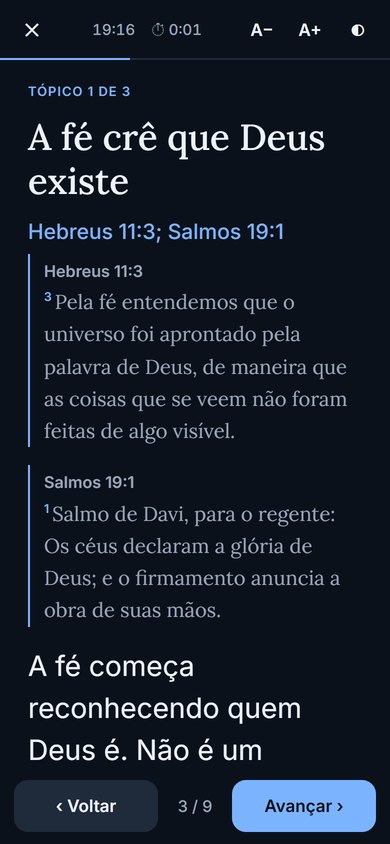 19:16 0:01 A− A+
TÓPICO 1 DE 3
A fé crê que Deus
existe
Hebreus 11:3; Salmos 19:1
Hebreus 11:3
3 Pela fé entendemos que o
universo foi aprontado pela
palavra de Deus, de maneira que
as coisas que se veem não foram
feitas de algo visível.
Salmos 19:1
1 Salmo de Davi, para o regente:
Os céus declaram a glória de
Deus; e o firmamento anuncia a
obra de suas mãos.
A fé começa
reconhecendo quem
Deus é. Não é um
‹ Voltar 3 / 9 Avançar ›